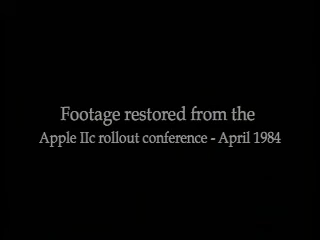 Footage restored from the
Apple IIc rollout conference - April 1984